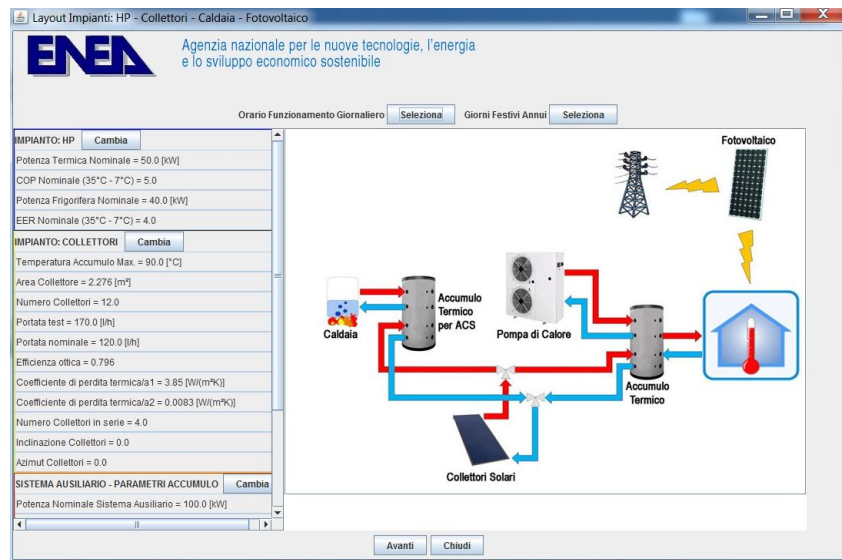 Layout Impianti: HP - Collettori - Caldaia - Fotovoltaico
ENEA
Agenzia nazionale per le nuove tecnologie, l'energia
e lo sviluppo economico sostenibile
Orario Funzionamento Giornaliero Seleziona Giorni Festivi Annui Seleziona
IMPIANTO: HP Cambia
Potenza Termica Nominale = 50.0 [kW]
COP Nominale (35°C - 7°C) = 5.0
Potenza Frigorifera Nominale = 40.0 [kW]
EER Nominale (35°C - 7°C) = 4.0
IMPIANTO: COLLETTORI Cambia
Temperatura Accumulo Max. = 90.0 [°C]
Area Collettore = 2.276 [m²]
Numero Collettori = 12.0
Portata test = 170.0 [l/h]
Portata nominale = 120.0 [l/h]
Efficienza ottica = 0.796
Coefficiente di perdita termica/a1 = 3.85 [W/(m²K)]
Coefficiente di perdita termica/a2 = 0.0083 [W/(m²K)]
Numero Collettori in serie = 4.0
Inclinazione Collettori = 0.0
Azimut Collettori = 0.0
SISTEMA AUSILIARIO - PARAMETRI ACCUMULO Cambia
Potenza Nominale Sistema Ausiliario = 100.0 [kW]
Fotovoltaico
Caldaia
Accumulo
Termico
per ACS
Pompa di Calore
Accumulo
Termico
Collettori Solari
Avanti Chiudi